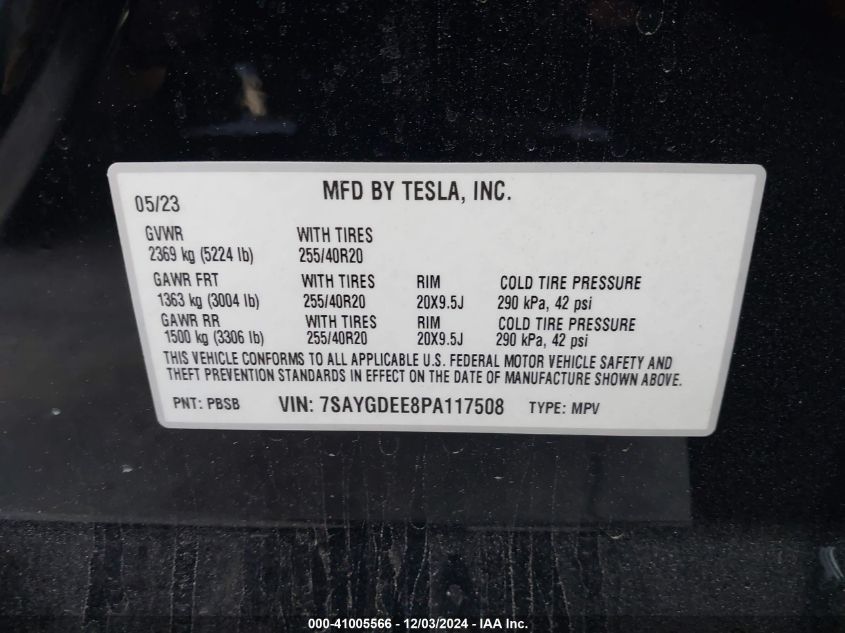 MFD BY TESLA, INC.
05/23
GVWR WITH TIRES
2369 kg (5224 lb) 255/40R20
GAWR FRT WITH TIRES RIM COLD TIRE PRESSURE
1363 kg (3004 lb) 255/40R20 20X9.5J 290 kPa, 42 psi
GAWR RR WITH TIRES RIM COLD TIRE PRESSURE
1500 kg (3306 lb) 255/40R20 20X9.5J 290 kPa, 42 psi
THIS VEHICLE CONFORMS TO ALL APPLICABLE U.S. FEDERAL MOTOR VEHICLE SAFETY AND
THEFT PREVENTION STANDARDS IN EFFECT ON THE DATE OF MANUFACTURE SHOWN ABOVE.
PNT: PBSB VIN: 7SAYGDEE8PA117508 TYPE: MPV
000-41005566 - 12/03/2024 - IAA Inc.